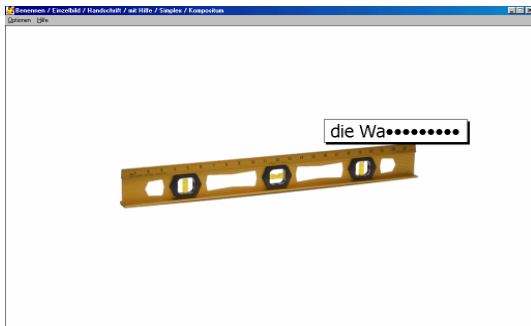 Benennen / Einzelbild / Handschrift / mit Hilfe / Simplex / Kompositum
Optionen Hilfe
die Wa●●●●●●●●●